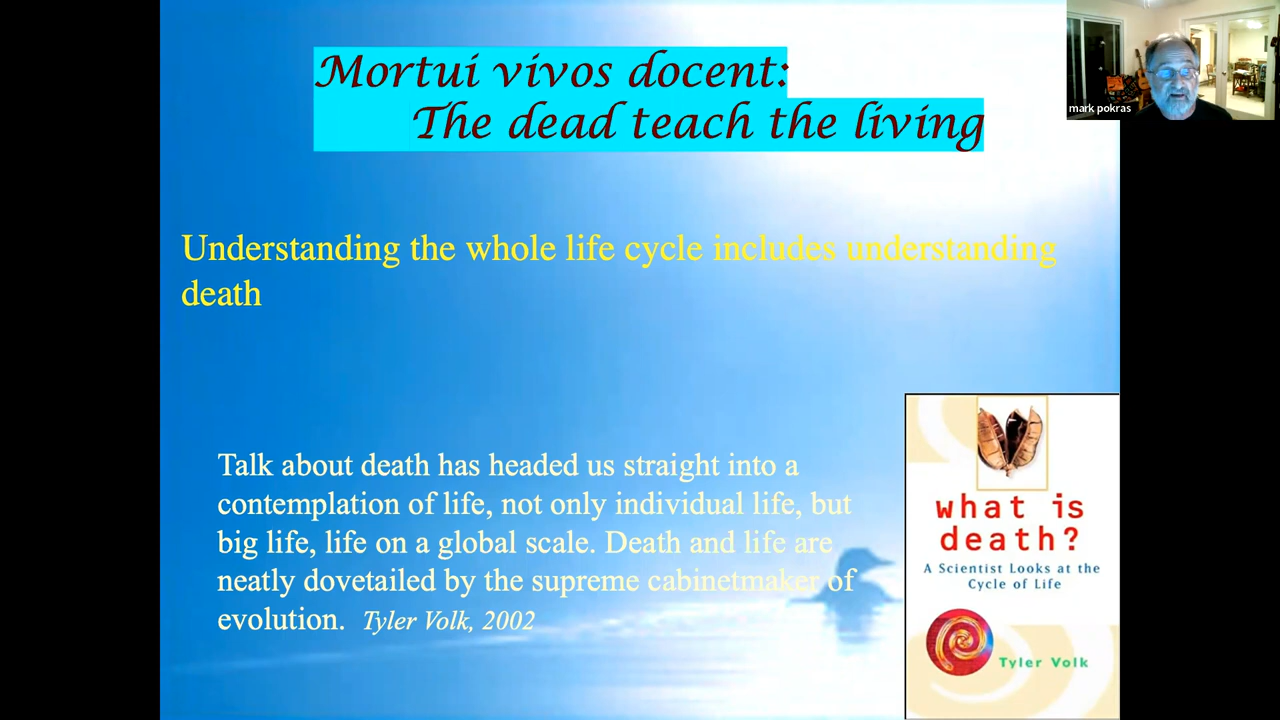 Mortui vivos docent:
The dead teach the living
mark pokras
Understanding the whole life cycle includes understanding
death
Talk about death has headed us straight into a
contemplation of life, not only individual life, but
big life, life on a global scale. Death and life are
neatly dovetailed by the supreme cabinetmaker of
evolution. Tyler Volk, 2002
what is
death?
A Scientist Looks at the
Cycle of Life
Tyler Volk